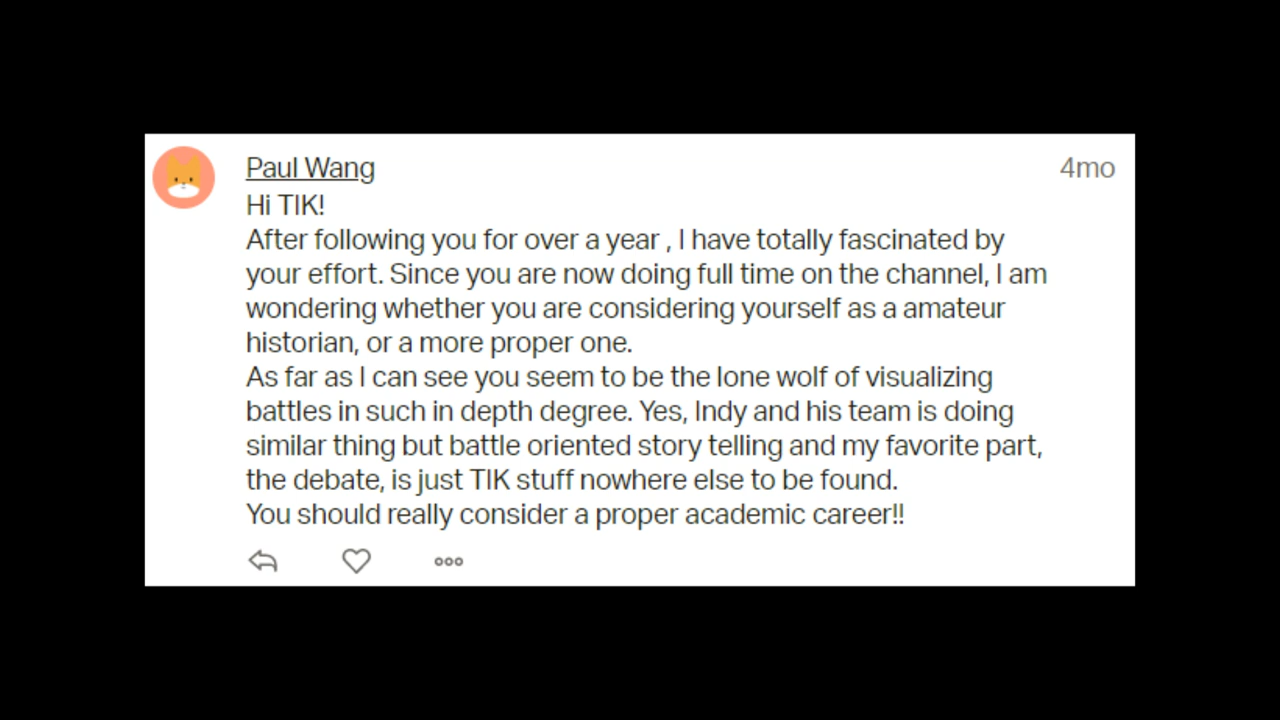 Paul Wang
4mo
Hi TIK!
After following you for over a year , I have totally fascinated by
your effort. Since you are now doing full time on the channel, I am
wondering whether you are considering yourself as a amateur
historian, or a more proper one.
As far as I can see you seem to be the lone wolf of visualizing
battles in such in depth degree. Yes, Indy and his team is doing
similar thing but battle oriented story telling and my favorite part,
the debate, is just TIK stuff nowhere else to be found.
You should really consider a proper academic career!!